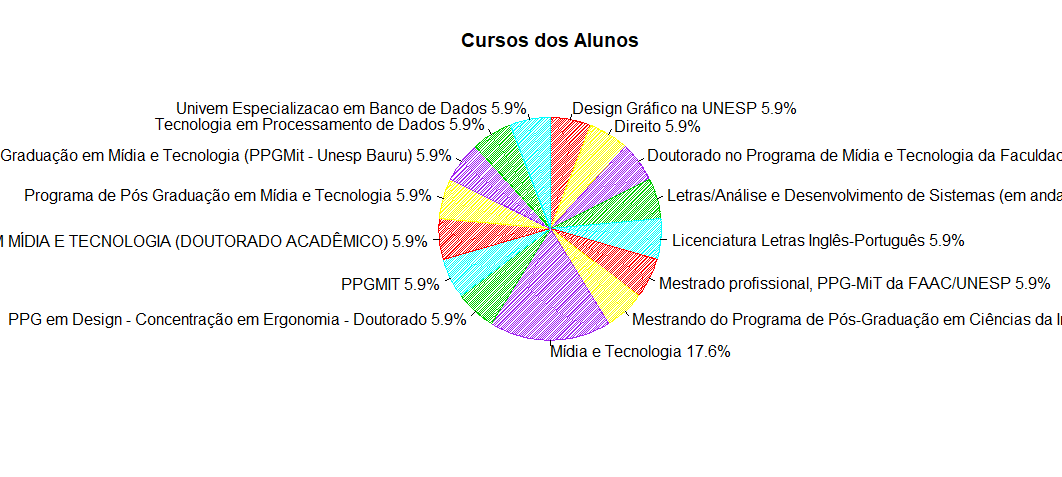 Cursos dos Alunos
Univem Especializacao em Banco de Dados 5.9%
Design Gráfico na UNESP 5.9%
Tecnologia em Processamento de Dados 5.9%
Direito 5.9%
Graduação em Mídia e Tecnologia (PPGMit - Unesp Bauru) 5.9%
Doutorado no Programa de Mídia e Tecnologia da Faculdad
Programa de Pós Graduação em Mídia e Tecnologia 5.9%
Letras/Análise e Desenvolvimento de Sistemas (em anda
M MÍDIA E TECNOLOGIA (DOUTORADO ACADÊMICO) 5.9%
Licenciatura Letras Inglês-Português 5.9%
PPGMIT 5.9%
Mestrado profissional, PPG-MiT da FAAC/UNESP 5.9%
PPG em Design - Concentração em Ergonomia - Doutorado 5.9%
Mestrando do Programa de Pós-Graduação em Ciências da In
Mídia e Tecnologia 17.6%